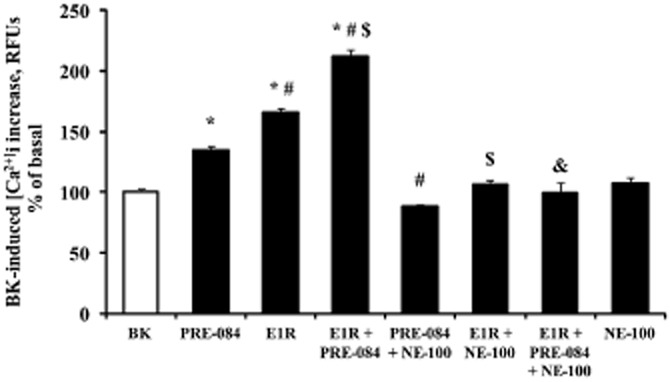 BK-induced [Ca²⁺]i increase, RFUs
% of basal
250
200
150
100
50
0
*
* #
* # $
#
$
&
BK
PRE-084
E1R
E1R +
PRE-084
PRE-084
+ NE-100
E1R +
NE-100
E1R +
PRE-084
+ NE-100
NE-100